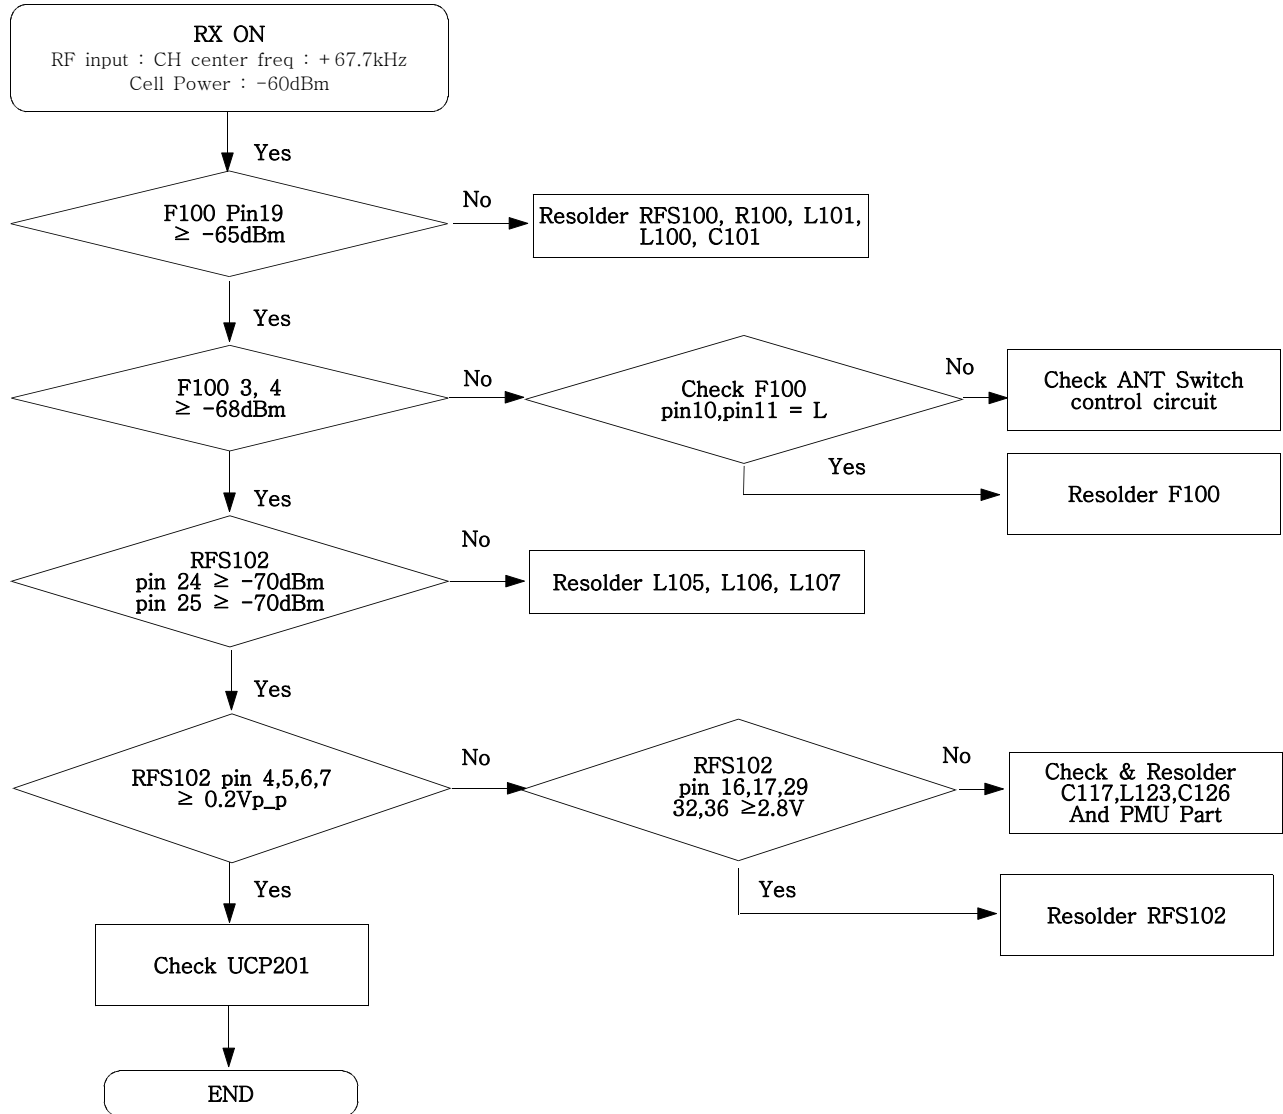 RX ON
RF input : CH center freq : +67.7kHz
Cell Power : -60dBm
Yes
F100 Pin19
≥ -65dBm
No
Resolder RFS100, R100, L101,
L100, C101
Yes
F100 3, 4
≥ -68dBm
No
Check F100
pin10,pin11 = L
No
Check ANT Switch
control circuit
Yes
Resolder F100
Yes
RFS102
pin 24 ≥ -70dBm
pin 25 ≥ -70dBm
No
Resolder L105, L106, L107
Yes
RFS102 pin 4,5,6,7
≥ 0.2Vp_p
No
RFS102
pin 16,17,29
32,36 ≥2.8V
No
Check & Resolder
C117,L123,C126
And PMU Part
Yes
Resolder RFS102
Yes
Check UCP201
END